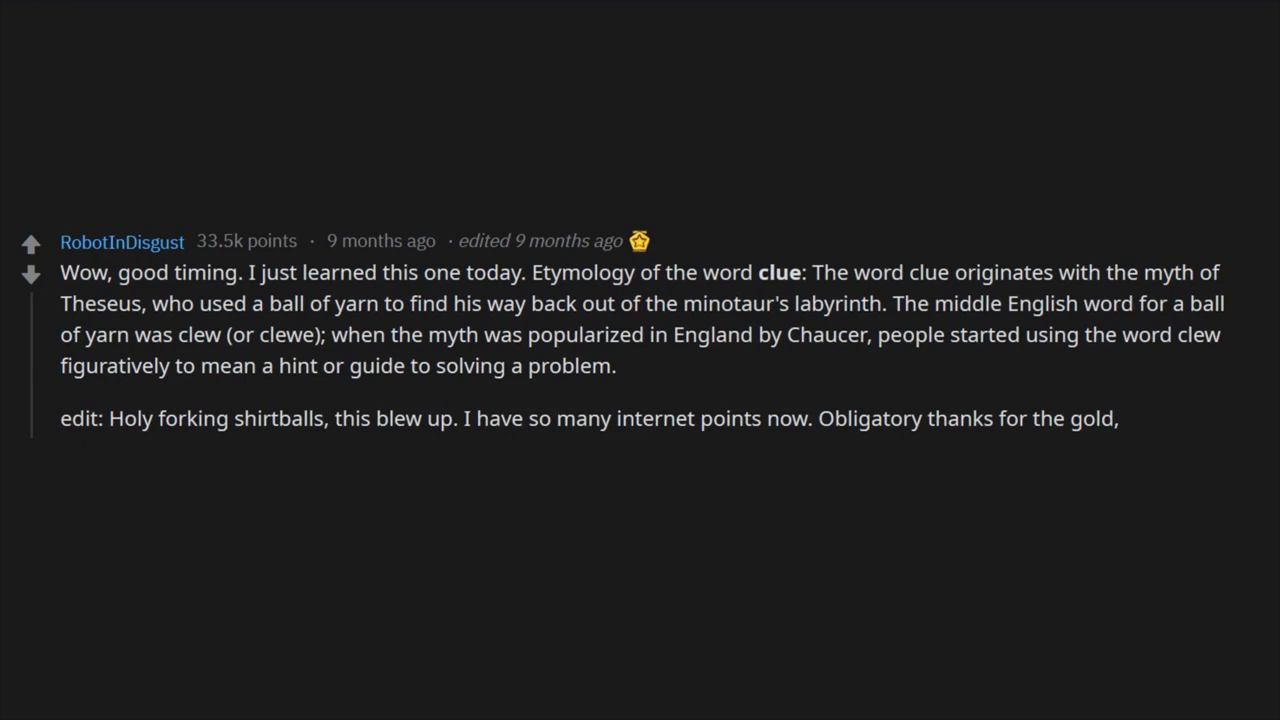 RobotInDisgust 33.5k points · 9 months ago · edited 9 months ago
Wow, good timing. I just learned this one today. Etymology of the word clue: The word clue originates with the myth of
Theseus, who used a ball of yarn to find his way back out of the minotaur's labyrinth. The middle English word for a ball
of yarn was clew (or clewe); when the myth was popularized in England by Chaucer, people started using the word clew
figuratively to mean a hint or guide to solving a problem.
edit: Holy forking shirtballs, this blew up. I have so many internet points now. Obligatory thanks for the gold,